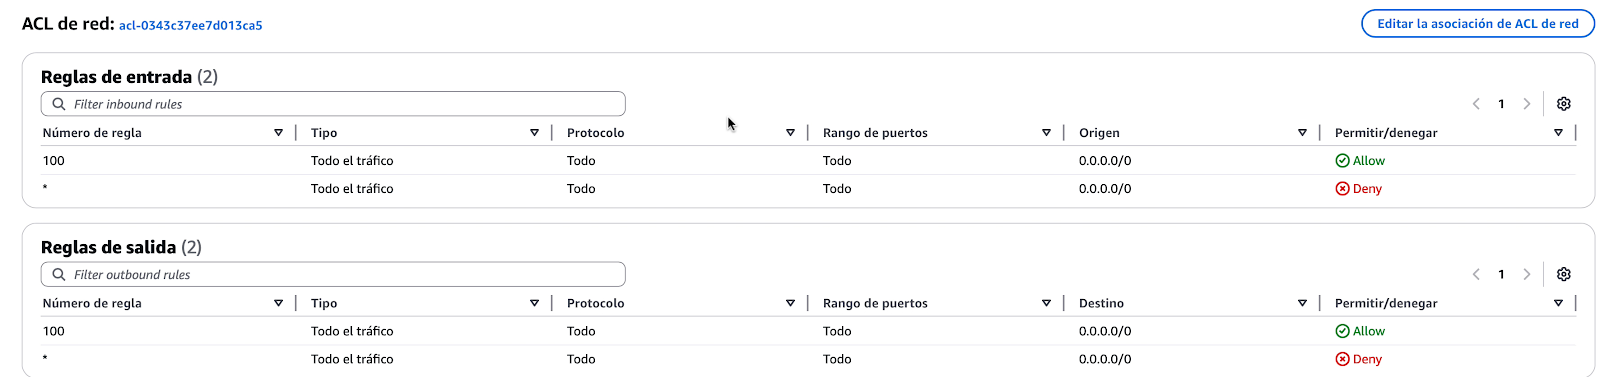 ACL de red: acl-0343c37ee7d013ca5 Editar la asociación de ACL de red
Reglas de entrada (2)
Filter inbound rules 1
Número de regla Tipo Protocolo Rango de puertos Origen Permitir/denegar
100 Todo el tráfico Todo Todo 0.0.0.0/0 Allow
* Todo el tráfico Todo Todo 0.0.0.0/0 Deny
Reglas de salida (2)
Filter outbound rules 1
Número de regla Tipo Protocolo Rango de puertos Destino Permitir/denegar
100 Todo el tráfico Todo Todo 0.0.0.0/0 Allow
* Todo el tráfico Todo Todo 0.0.0.0/0 Deny